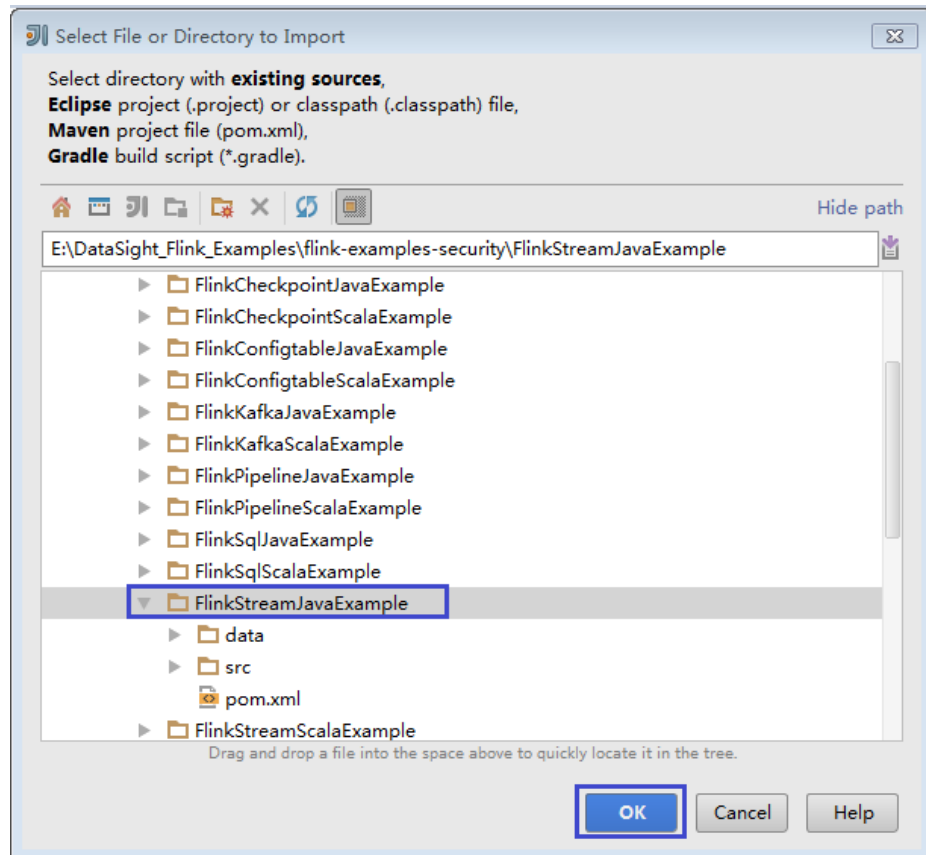 Select File or Directory to Import
Select directory with existing sources,
Eclipse project (.project) or classpath (.classpath) file,
Maven project file (pom.xml),
Gradle build script (*.gradle).
Hide path
E:\DataSight_Flink_Examples\flink-examples-security\FlinkStreamJavaExample
FlinkCheckpointJavaExample
FlinkCheckpointScalaExample
FlinkConfigtableJavaExample
FlinkConfigtableScalaExample
FlinkKafkaJavaExample
FlinkKafkaScalaExample
FlinkPipelineJavaExample
FlinkPipelineScalaExample
FlinkSqlJavaExample
FlinkSqlScalaExample
FlinkStreamJavaExample
data
src
pom.xml
FlinkStreamScalaExample
Drag and drop a file into the space above to quickly locate it in the tree.
OK Cancel Help